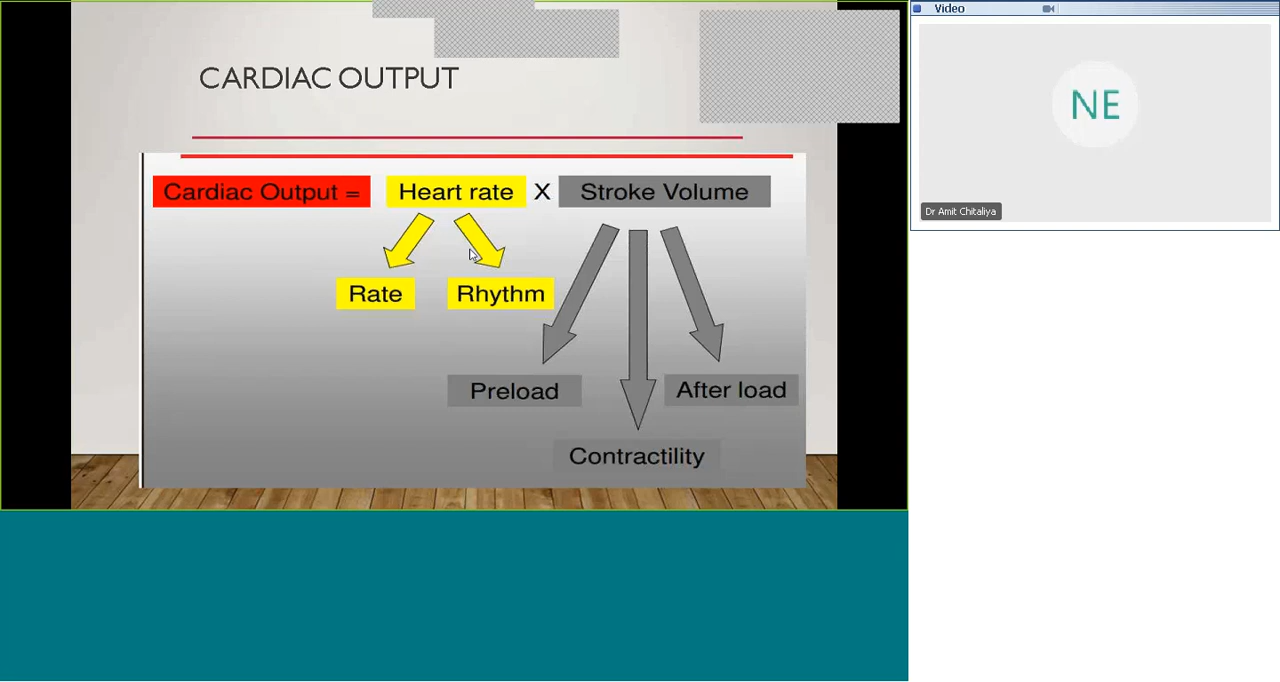 CARDIAC OUTPUT
Cardiac Output = Heart rate X Stroke Volume
Rate Rhythm
Preload After load
Contractility
Video
NE
Dr Amit Chitaliya